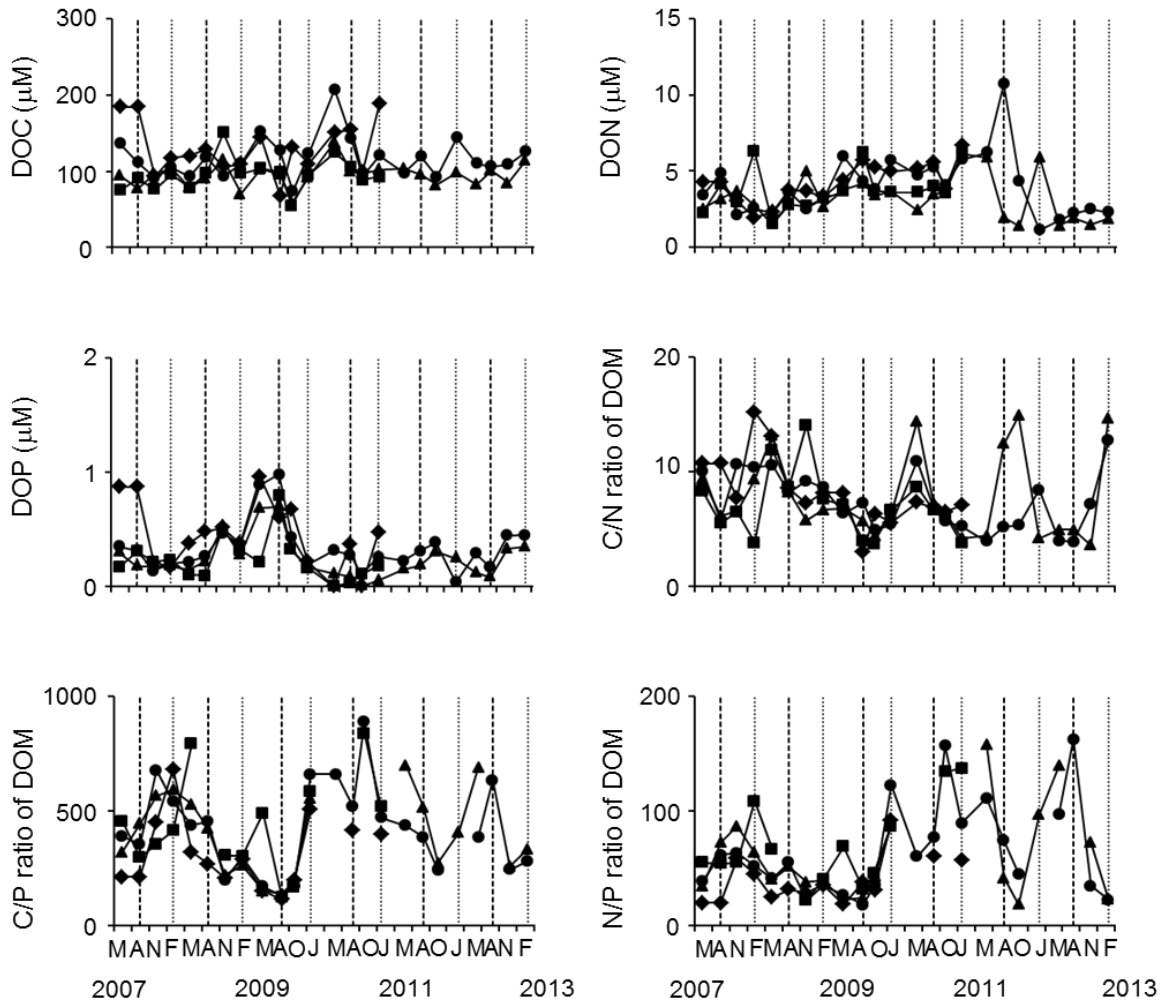 300
200
100
0
DOC (μM)
15
10
5
0
DON (μM)
2
1
0
DOP (μM)
20
10
0
C/N ratio of DOM
1000
500
0
C/P ratio of DOM
M A N F M A N F M A O J M A O M A O J M A N F
2007 2009 2011 2013
200
100
0
N/P ratio of DOM
M A N F M A N F M A O J M A O M A O J M A N F
2007 2009 2011 2013